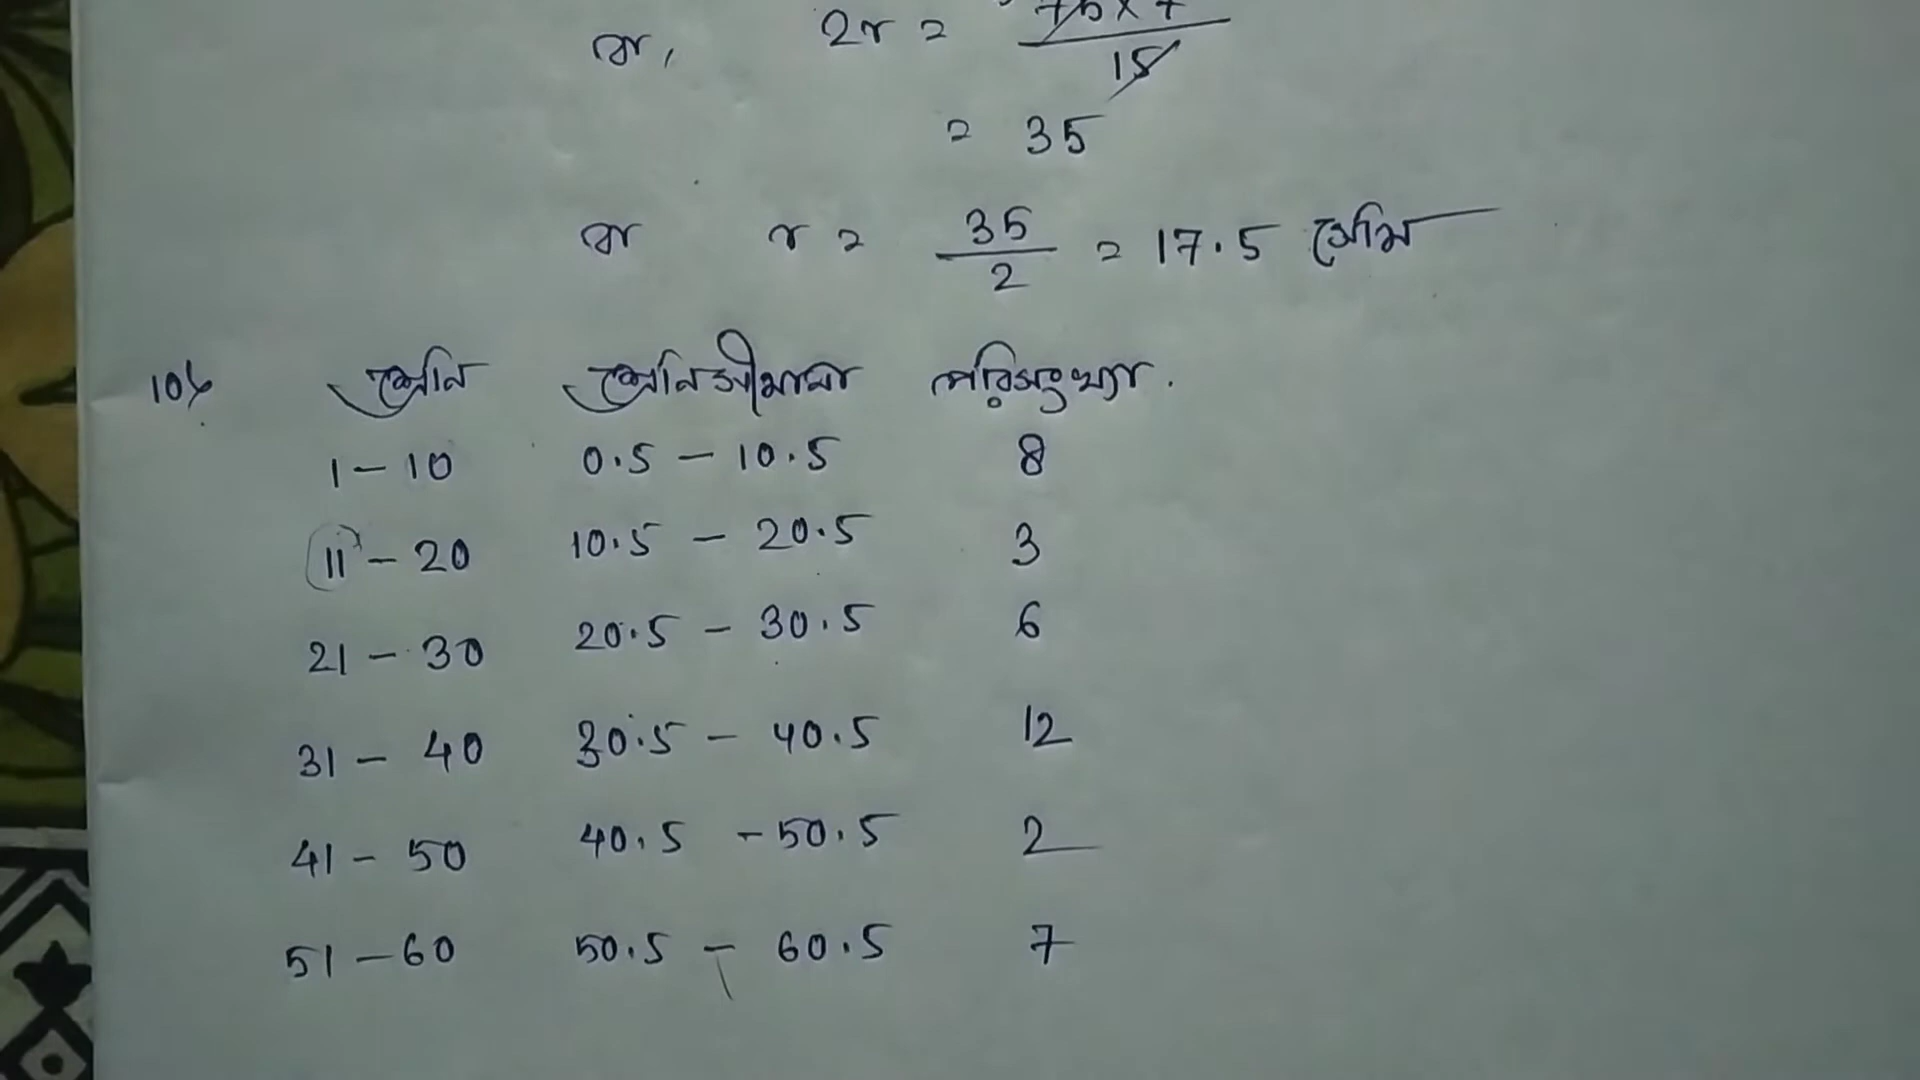 বা, 2r = 75 x 7 / 15
= 35
বা r = 35/2 = 17.5 সেমি
10) শ্রেনি শ্রেনিসীমানা পরিসংখ্যা.
1 - 10 0.5 - 10.5 8
11 - 20 10.5 - 20.5 3
21 - 30 20.5 - 30.5 6
31 - 40 30.5 - 40.5 12
41 - 50 40.5 - 50.5 2
51 - 60 50.5 - 60.5 7